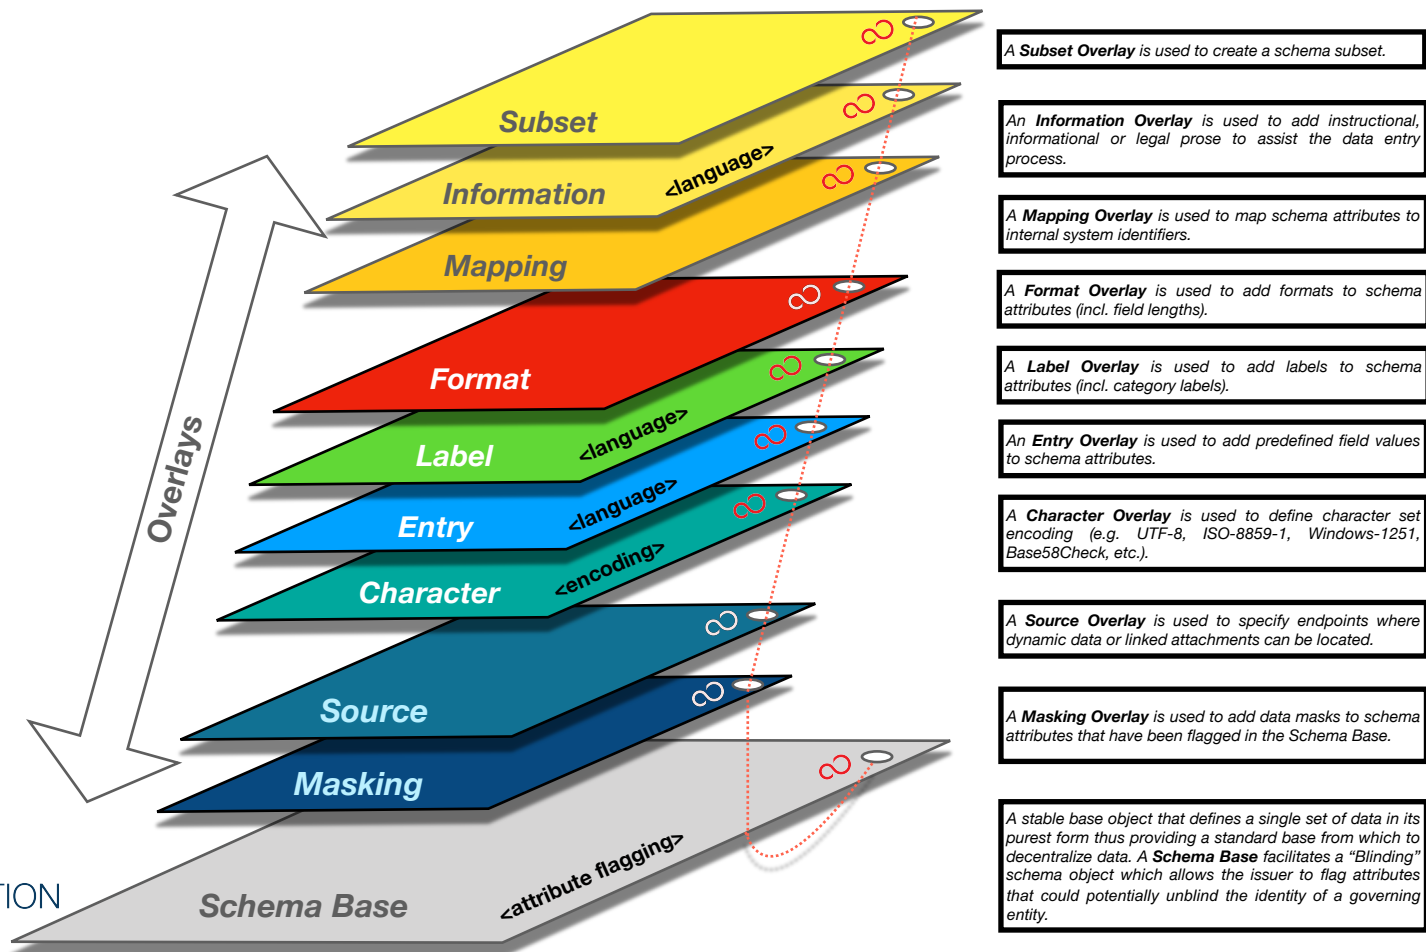 Subset
A Subset Overlay is used to create a schema subset.
Information
<language>
An Information Overlay is used to add instructional,
informational or legal prose to assist the data entry
process.
Mapping
A Mapping Overlay is used to map schema attributes to
internal system identifiers.
Format
A Format Overlay is used to add formats to schema
attributes (incl. field lengths).
Label
<language>
A Label Overlay is used to add labels to schema
attributes (incl. category labels).
Overlays
Entry
<language>
An Entry Overlay is used to add predefined field values
to schema attributes.
Character
<encoding>
A Character Overlay is used to define character set
encoding (e.g. UTF-8, ISO-8859-1, Windows-1251,
Base58Check, etc.).
Source
A Source Overlay is used to specify endpoints where
dynamic data or linked attachments can be located.
Masking
A Masking Overlay is used to add data masks to schema
attributes that have been flagged in the Schema Base.
Schema Base
<attribute flagging>
A stable base object that defines a single set of data in its
purest form thus providing a standard base from which to
decentralize data. A Schema Base facilitates a “Blinding”
schema object which allows the issuer to flag attributes
that could potentially unblind the identity of a governing
entity.
TION